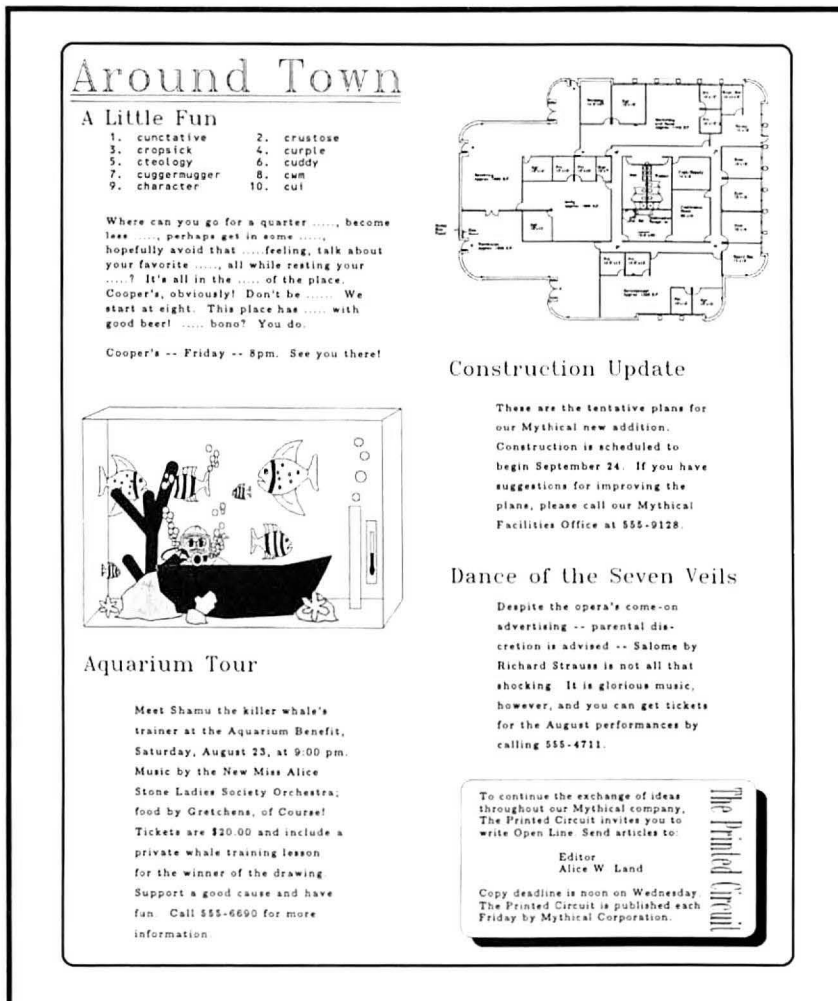 Around Town
A Little Fun
1. cunctative 2. crustose
3. cropsick 4. curple
5. cteology 6. cuddy
7. cuggermugger 8. cwm
9. character 10. cui
Where can you go for a quarter ....., become
less ....., perhaps get in some .....,
hopefully avoid that .....feeling, talk about
your favorite ....., all while resting your
.....? It's all in the ..... of the place.
Cooper's, obviously! Don't be ...... We
start at eight. This place has ..... with
good beer! ..... bono? You do.
Cooper's -- Friday -- 8pm. See you there!
Aquarium Tour
Meet Shamu the killer whale's
trainer at the Aquarium Benefit,
Saturday, August 23, at 9:00 pm.
Music by the New Miss Alice
Stone Ladies Society Orchestra;
food by Gretchens, of Course!
Tickets are $20.00 and include a
private whale training lesson
for the winner of the drawing.
Support a good cause and have
fun. Call 555-6690 for more
information.
Construction Update
These are the tentative plans for
our Mythical new addition.
Construction is scheduled to
begin September 24. If you have
suggestions for improving the
plans, please call our Mythical
Facilities Office at 555-9128.
Dance of the Seven Veils
Despite the opera's come-on
advertising -- parental dis-
cretion is advised -- Salome by
Richard Strauss is not all that
shocking. It is glorious music,
however, and you can get tickets
for the August performances by
calling 555-4711.
To continue the exchange of ideas
throughout our Mythical company,
The Printed Circuit invites you to
write Open Line. Send articles to:
Editor
Alice W. Land
Copy deadline is noon on Wednesday.
The Printed Circuit is published each
Friday by Mythical Corporation.
The Printed Circuit